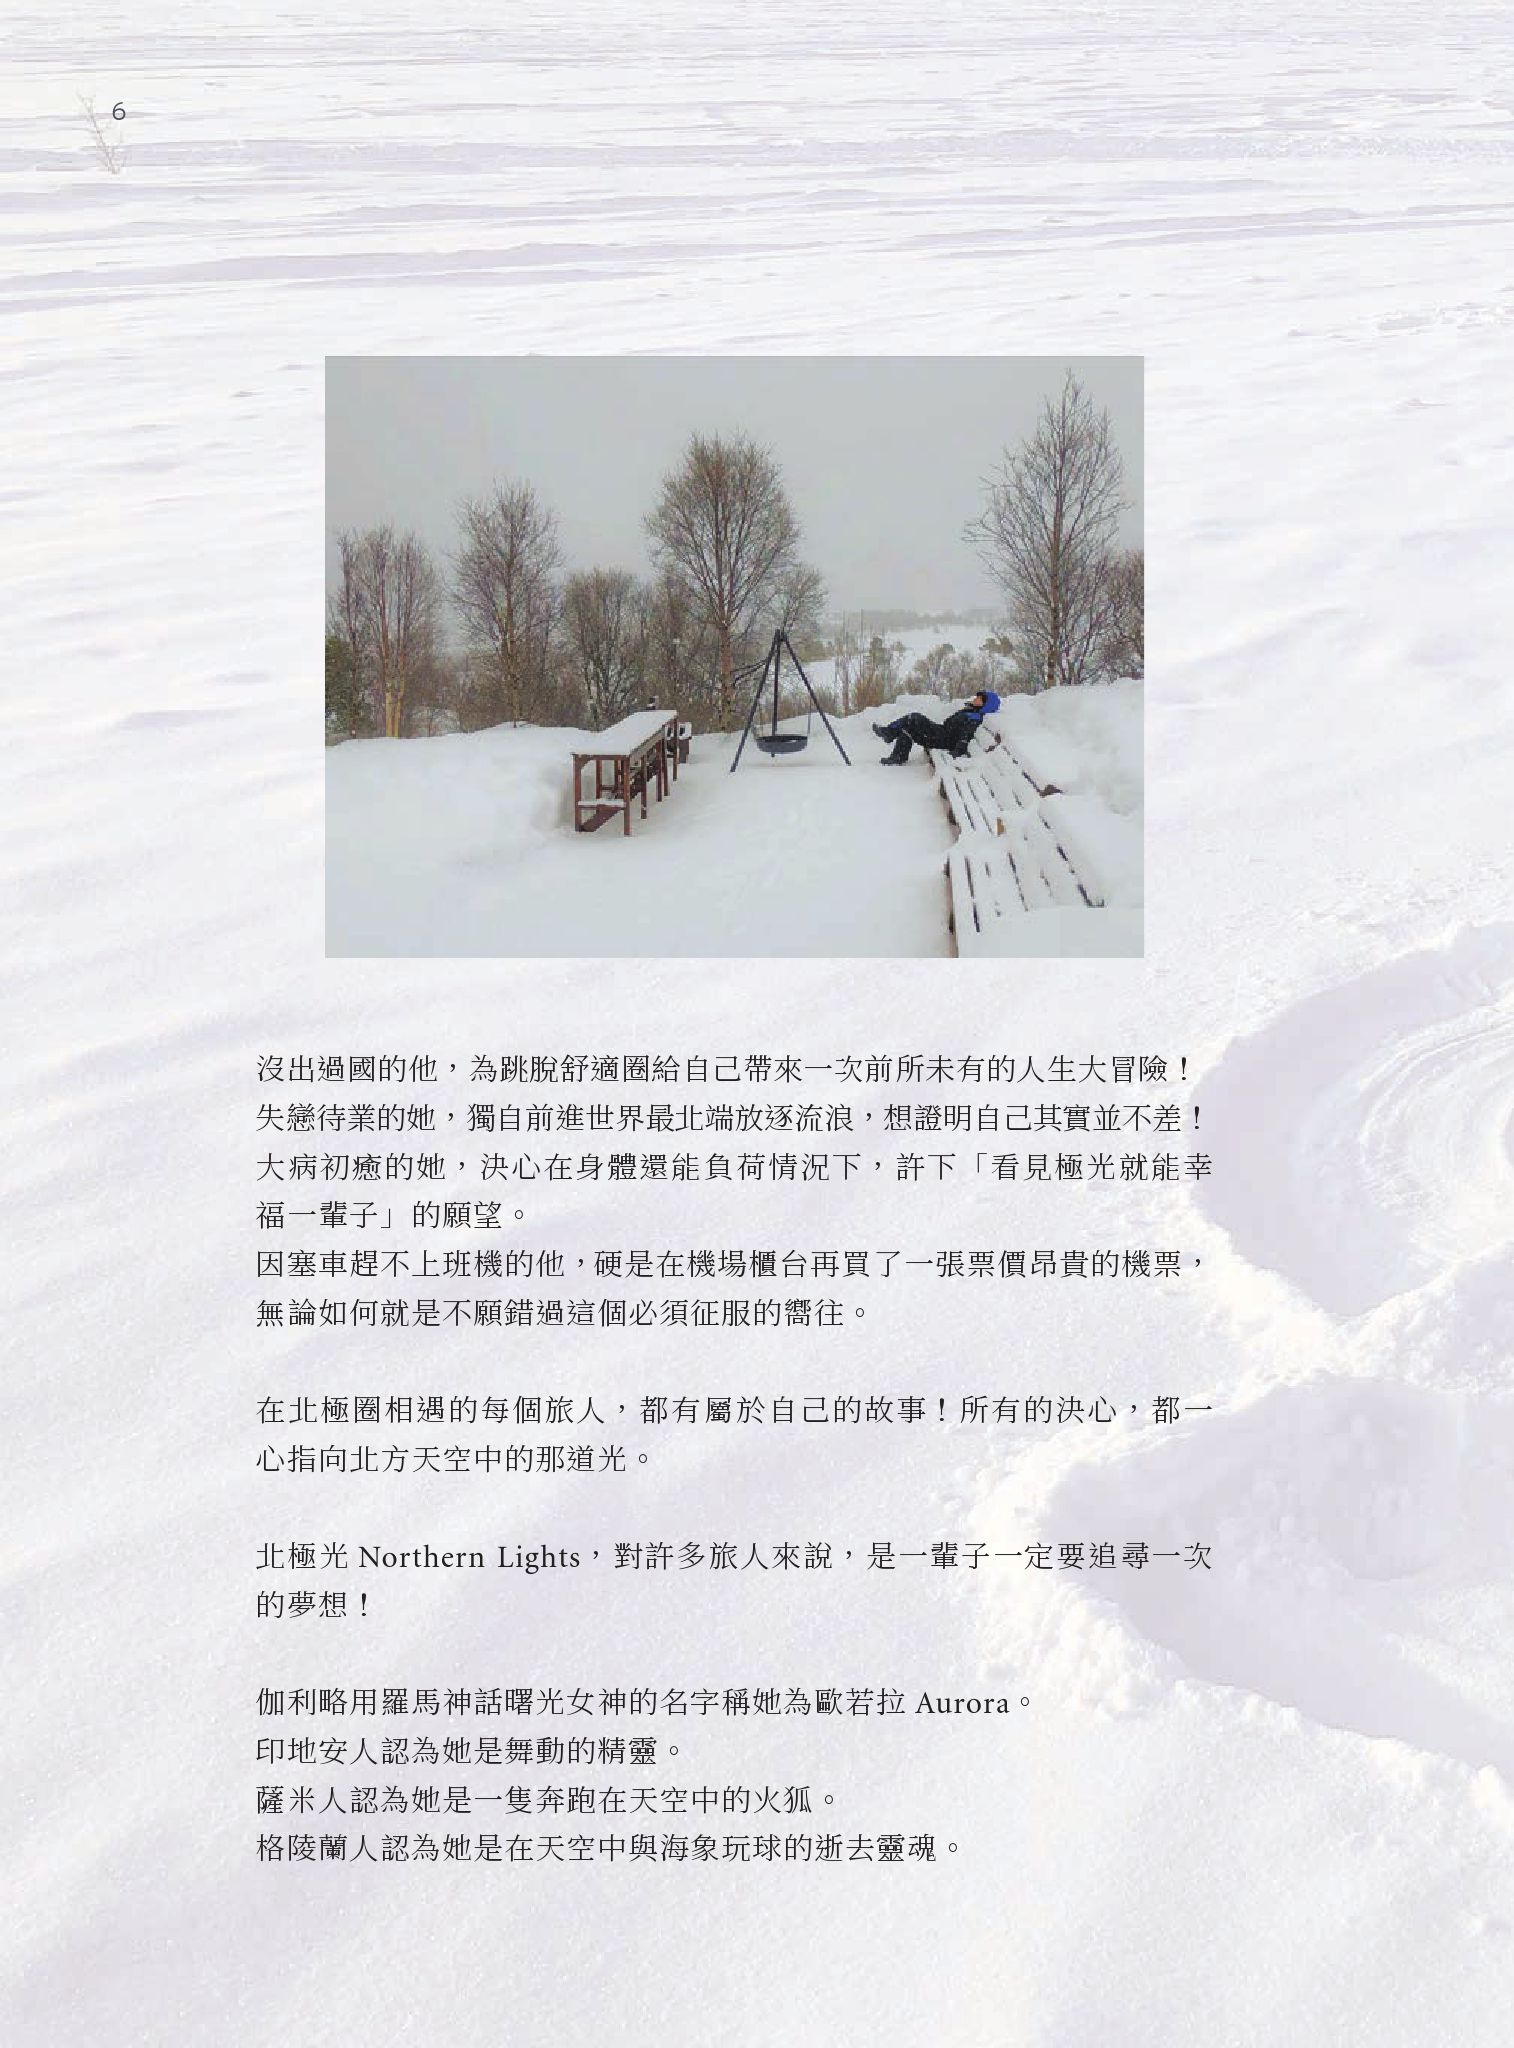 6
沒出過國的他，為跳脫舒適圈給自己帶來一次前所未有的人生大冒險！
失戀待業的她，獨自前進世界最北端放逐流浪，想證明自己其實並不差！
大病初癒的她，決心在身體還能負荷情況下，許下「看見極光就能幸
福一輩子」的願望。
因塞車趕不上班機的他，硬是在機場櫃台再買了一張票價昂貴的機票，
無論如何就是不願錯過這個必須征服的嚮往。
在北極圈相遇的每個旅人，都有屬於自己的故事！所有的決心，都一
心指向北方天空中的那道光。
北極光 Northern Lights，對許多旅人來說，是一輩子一定要追尋一次
的夢想！
伽利略用羅馬神話曙光女神的名字稱她為歐若拉 Aurora。
印地安人認為她是舞動的精靈。
薩米人認為她是一隻奔跑在天空中的火狐。
格陵蘭人認為她是在天空中與海象玩球的逝去靈魂。